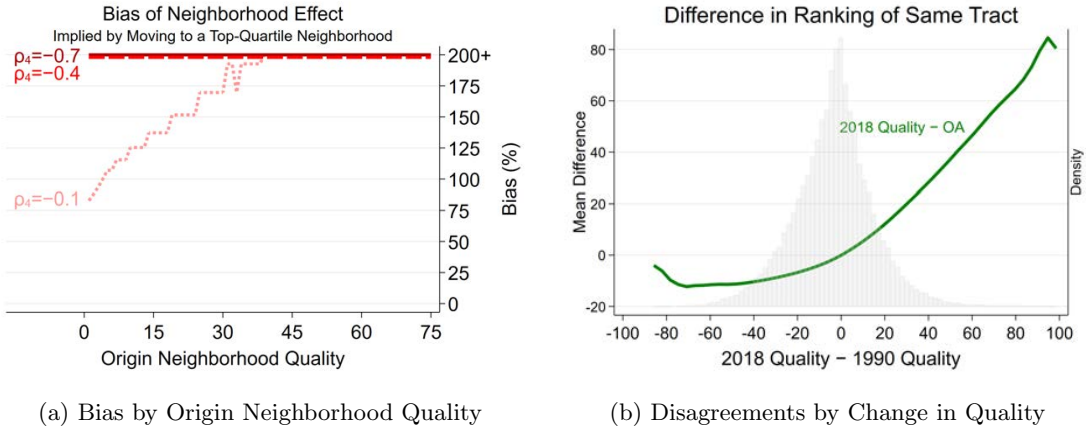 Bias of Neighborhood Effect
Implied by Moving to a Top-Quartile Neighborhood
ρ₄=−0.7
ρ₄=−0.4
ρ₄=−0.1
200+
175
150
125
100
75
50
25
0
Bias (%)
0 15 30 45 60 75
Origin Neighborhood Quality
(a) Bias by Origin Neighborhood Quality
Difference in Ranking of Same Tract
80
60
40
20
0
-20
Mean Difference
2018 Quality − OA
Density
-100 -80 -60 -40 -20 0 20 40 60 80 100
2018 Quality − 1990 Quality
(b) Disagreements by Change in Quality